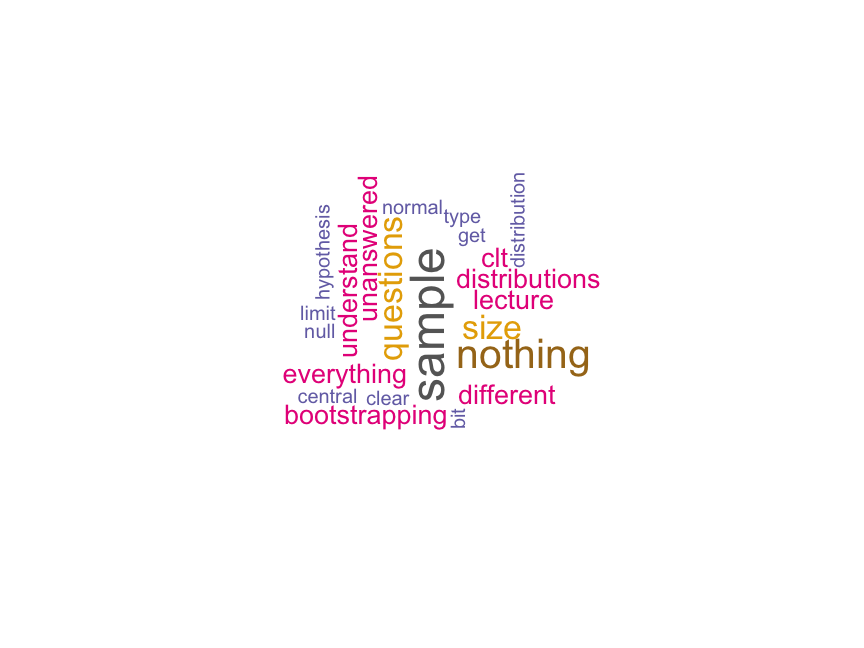 distribution
unanswered
normal
type
hypothesis
questions
understand
get
clt
sample
distributions
lecture
limit
size
null
nothing
everything
different
central
clear
bootstrapping
bit